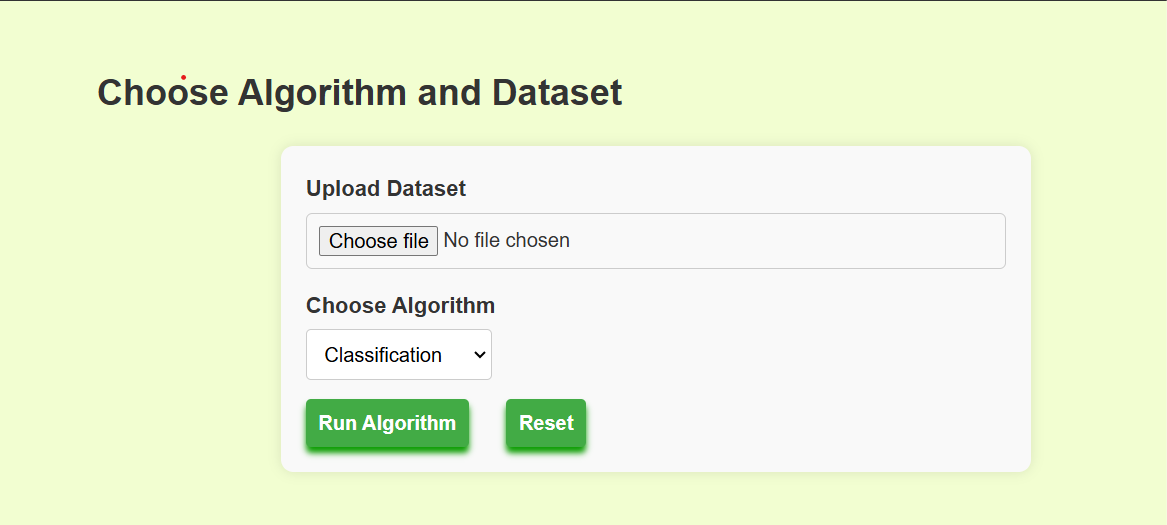 Choose Algorithm and Dataset
Upload Dataset
Choose file No file chosen
Choose Algorithm
Classification
Run Algorithm Reset